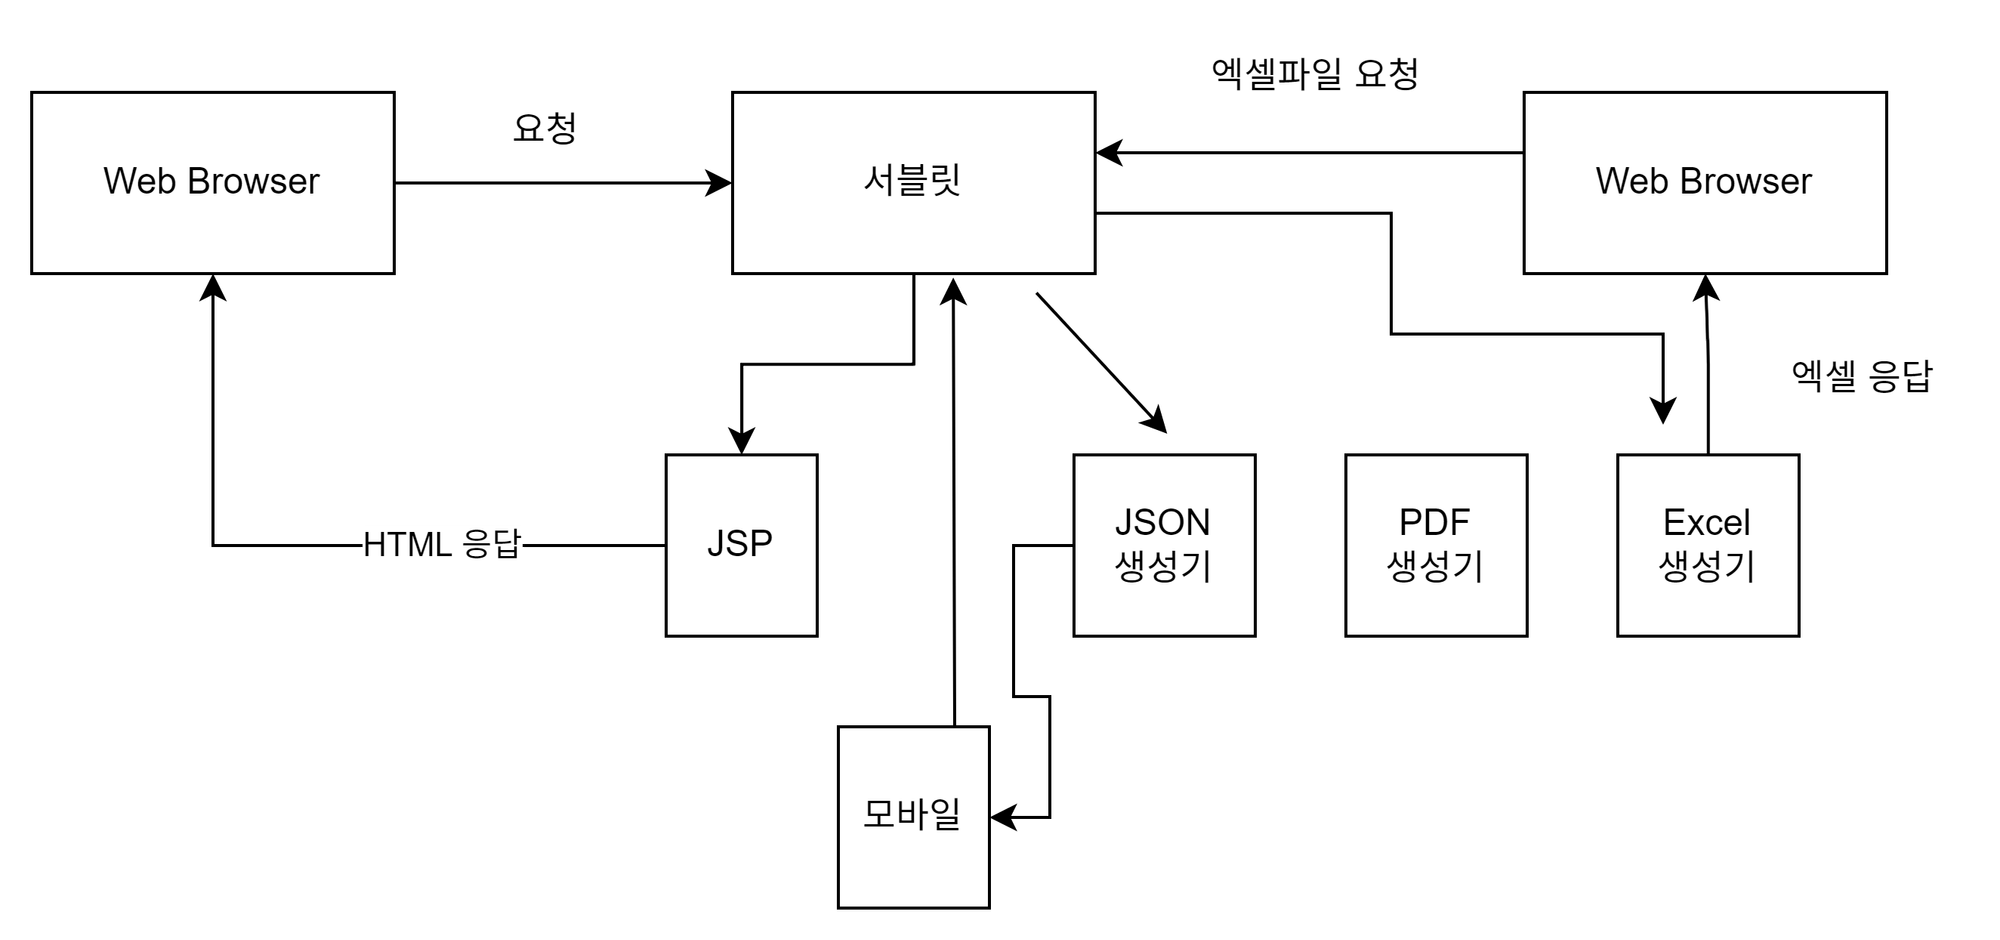 엑셀파일 요청
요청
Web Browser
서블릿
Web Browser
엑셀 응답
HTML 응답
JSP
JSON
생성기
PDF
생성기
Excel
생성기
모바일